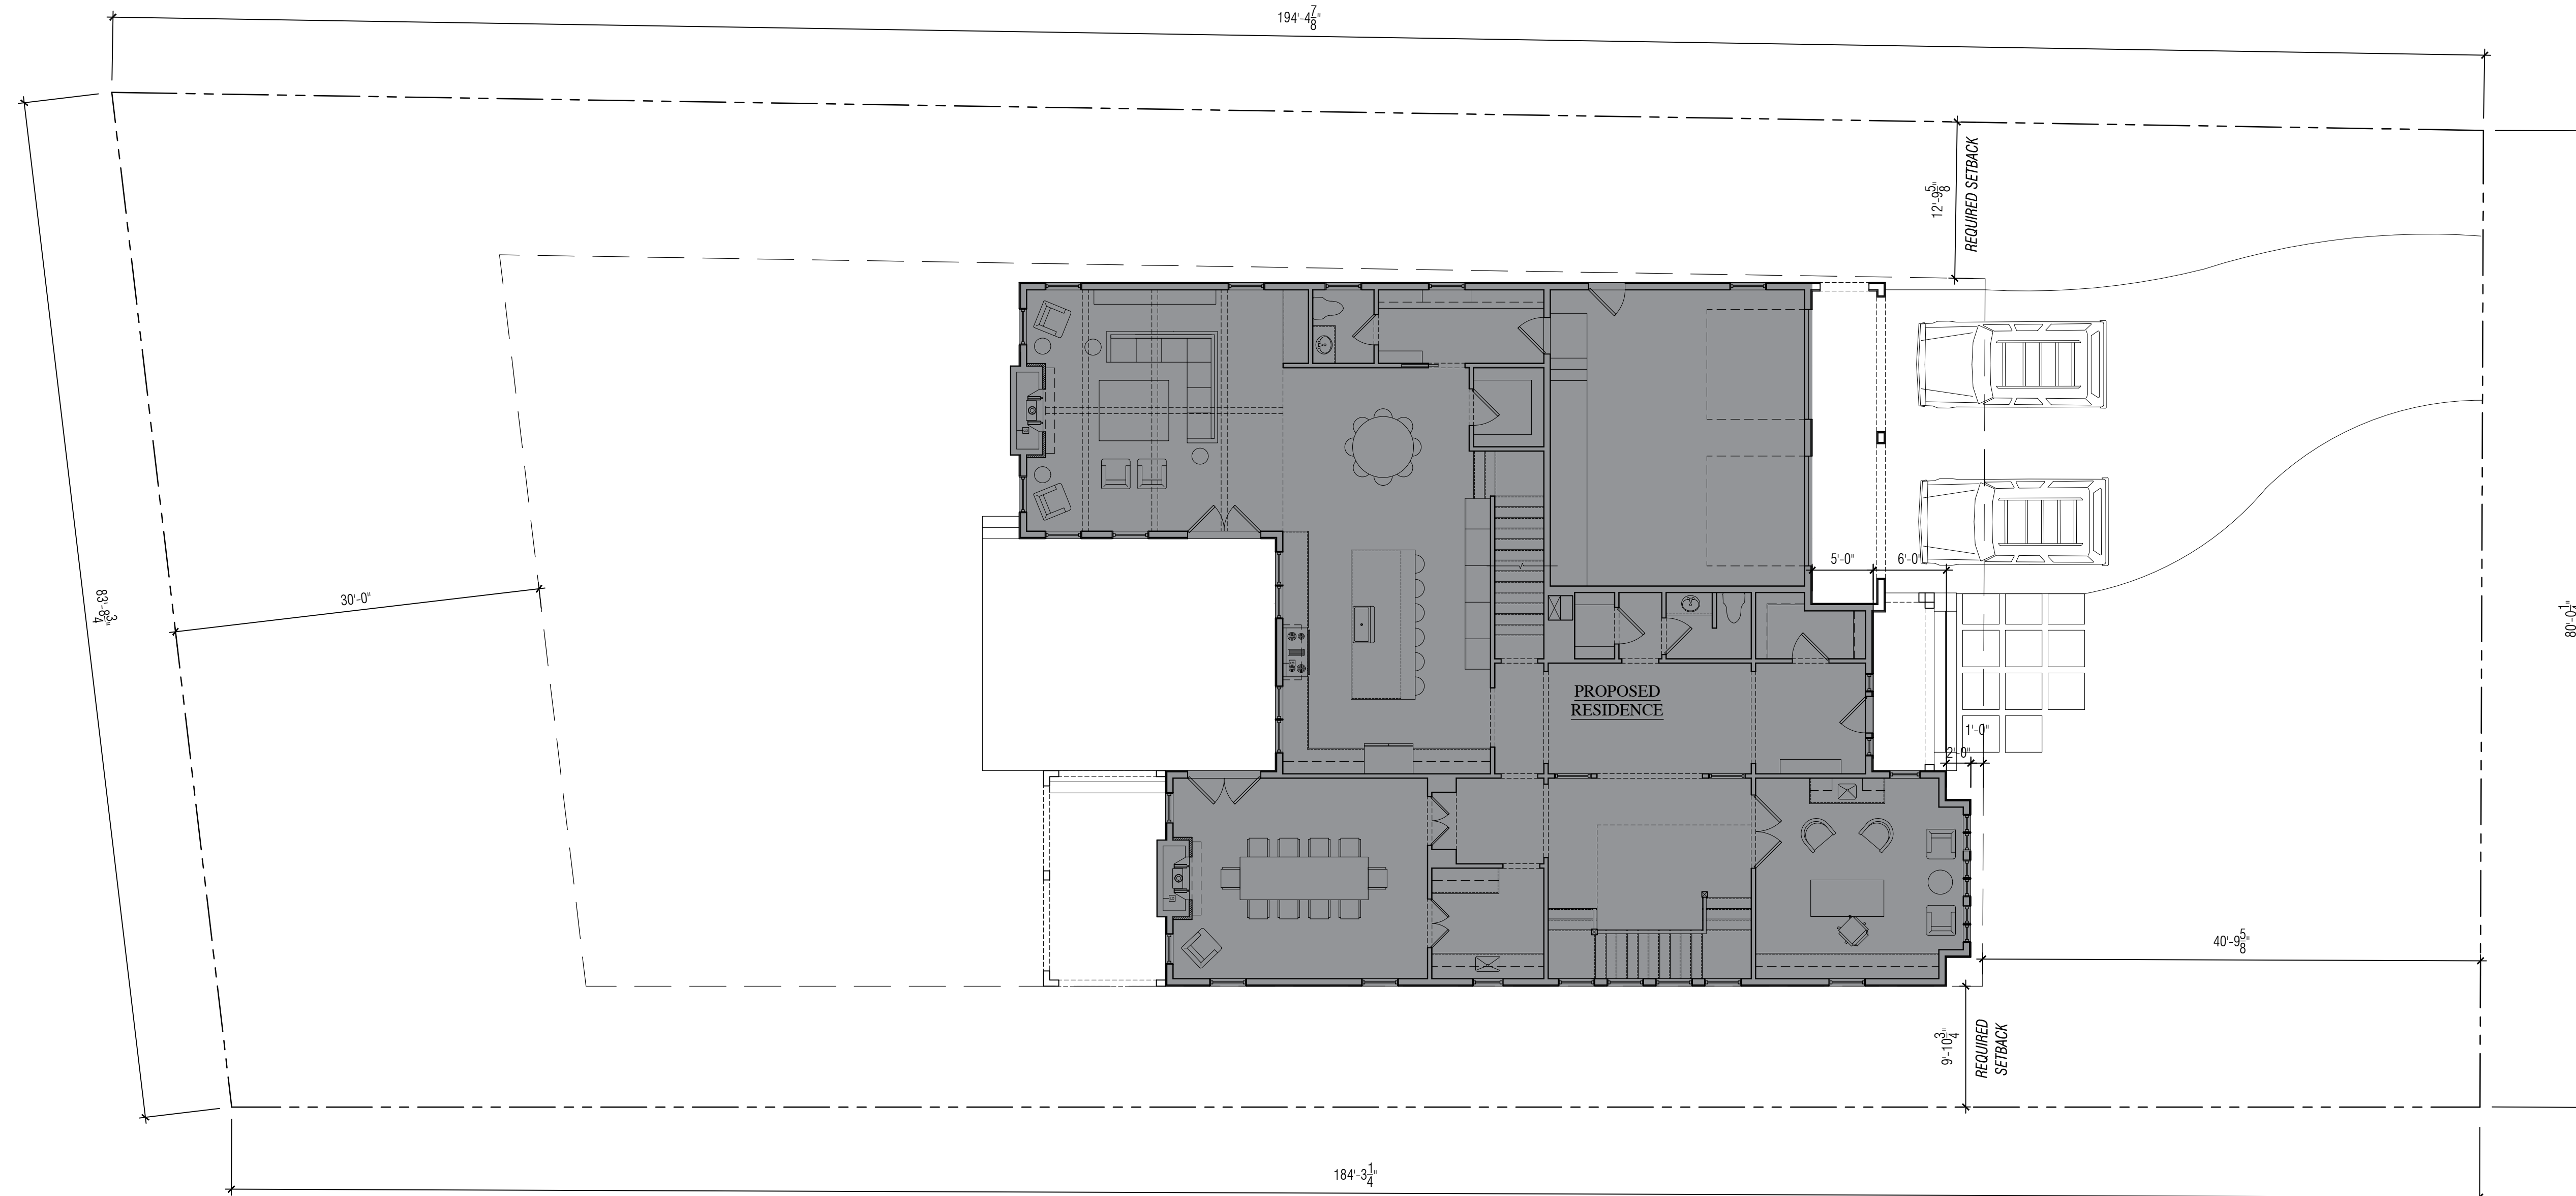 194'-4 7/8"
12'-9 5/8"
REQUIRED SETBACK
83'-8 3/4"
30'-0"
5'-0"
6'-0"
80'-0 1/4"
PROPOSED
RESIDENCE
1'-0"
2'-0"
40'-9 5/8"
9'-10 3/4"
REQUIRED
SETBACK
184'-3 1/4"